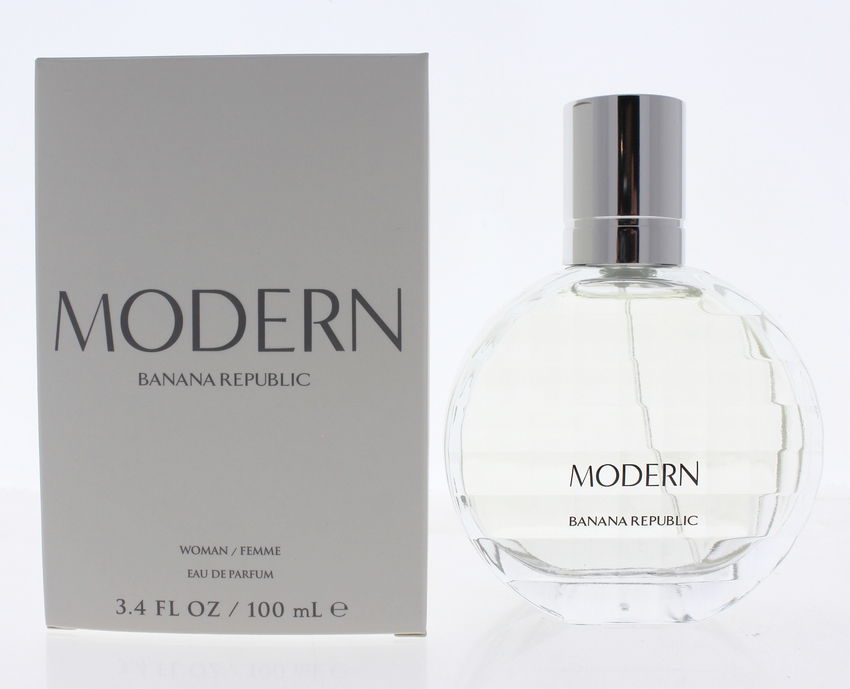 MODERN
BANANA REPUBLIC
WOMAN / FEMME
EAU DE PARFUM
3.4 FL OZ / 100 mL ℮
MODERN
BANANA REPUBLIC